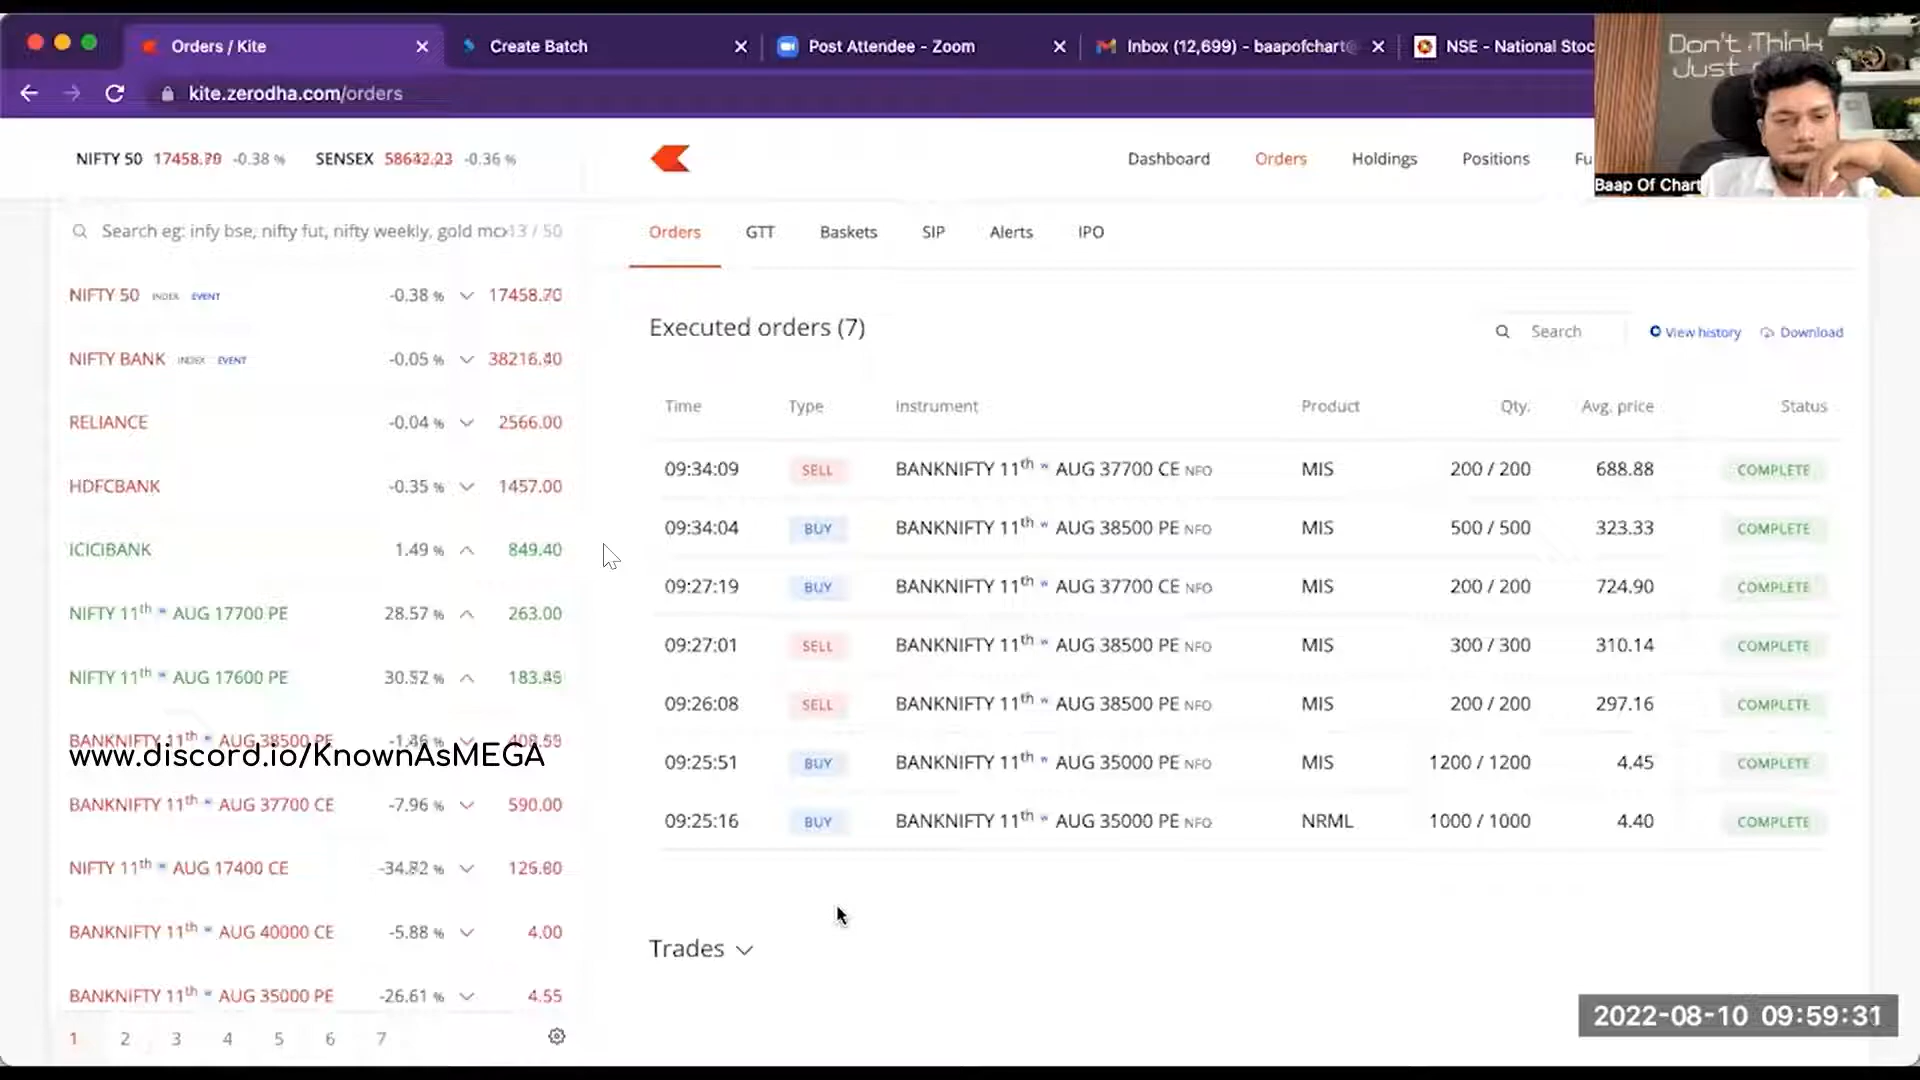 Orders / Kite
Create Batch
Post Attendee - Zoom
Inbox (12,699) - baapofchart@
NSE - National Stoc
kite.zerodha.com/orders
Don't Think
Just
Baap Of Chart
NIFTY 50 17458.70 -0.38 % SENSEX 58642.23 -0.36 %
Dashboard Orders Holdings Positions Fu
Search eg: infy bse, nifty fut, nifty weekly, gold mcx 13 / 50
Orders GTT Baskets SIP Alerts IPO
NIFTY 50 INDEX EVENT -0.38 % 17458.70
NIFTY BANK INDEX EVENT -0.05 % 38216.40
RELIANCE -0.04 % 2566.00
HDFCBANK -0.35 % 1457.00
ICICIBANK 1.49 % 849.40
NIFTY 11th w AUG 17700 PE 28.57 % 263.00
NIFTY 11th w AUG 17600 PE 30.52 % 183.45
BANKNIFTY 11th w AUG 38500 PE
www.discord.io/KnownAsMEGA
BANKNIFTY 11th w AUG 37700 CE -7.96 % 590.00
NIFTY 11th w AUG 17400 CE 126.80
BANKNIFTY 11th w AUG 40000 CE -5.88 % 4.00
BANKNIFTY 11th w AUG 35000 PE -26.61 % 4.55
1 2 3 4 5 6 7
Executed orders (7)
Search View history Download
Time Type Instrument Product Qty. Avg. price Status
09:34:09 SELL BANKNIFTY 11th w AUG 37700 CE NFO MIS 200 / 200 688.88 COMPLETE
09:34:04 BUY BANKNIFTY 11th w AUG 38500 PE NFO MIS 500 / 500 323.33 COMPLETE
09:27:19 BUY BANKNIFTY 11th w AUG 37700 CE NFO MIS 200 / 200 724.90 COMPLETE
09:27:01 SELL BANKNIFTY 11th w AUG 38500 PE NFO MIS 300 / 300 310.14 COMPLETE
09:26:08 SELL BANKNIFTY 11th w AUG 38500 PE NFO MIS 200 / 200 297.16 COMPLETE
09:25:51 BUY BANKNIFTY 11th w AUG 35000 PE NFO MIS 1200 / 1200 4.45 COMPLETE
09:25:16 BUY BANKNIFTY 11th w AUG 35000 PE NFO NRML 1000 / 1000 4.40 COMPLETE
Trades
2022-08-10 09:59:31